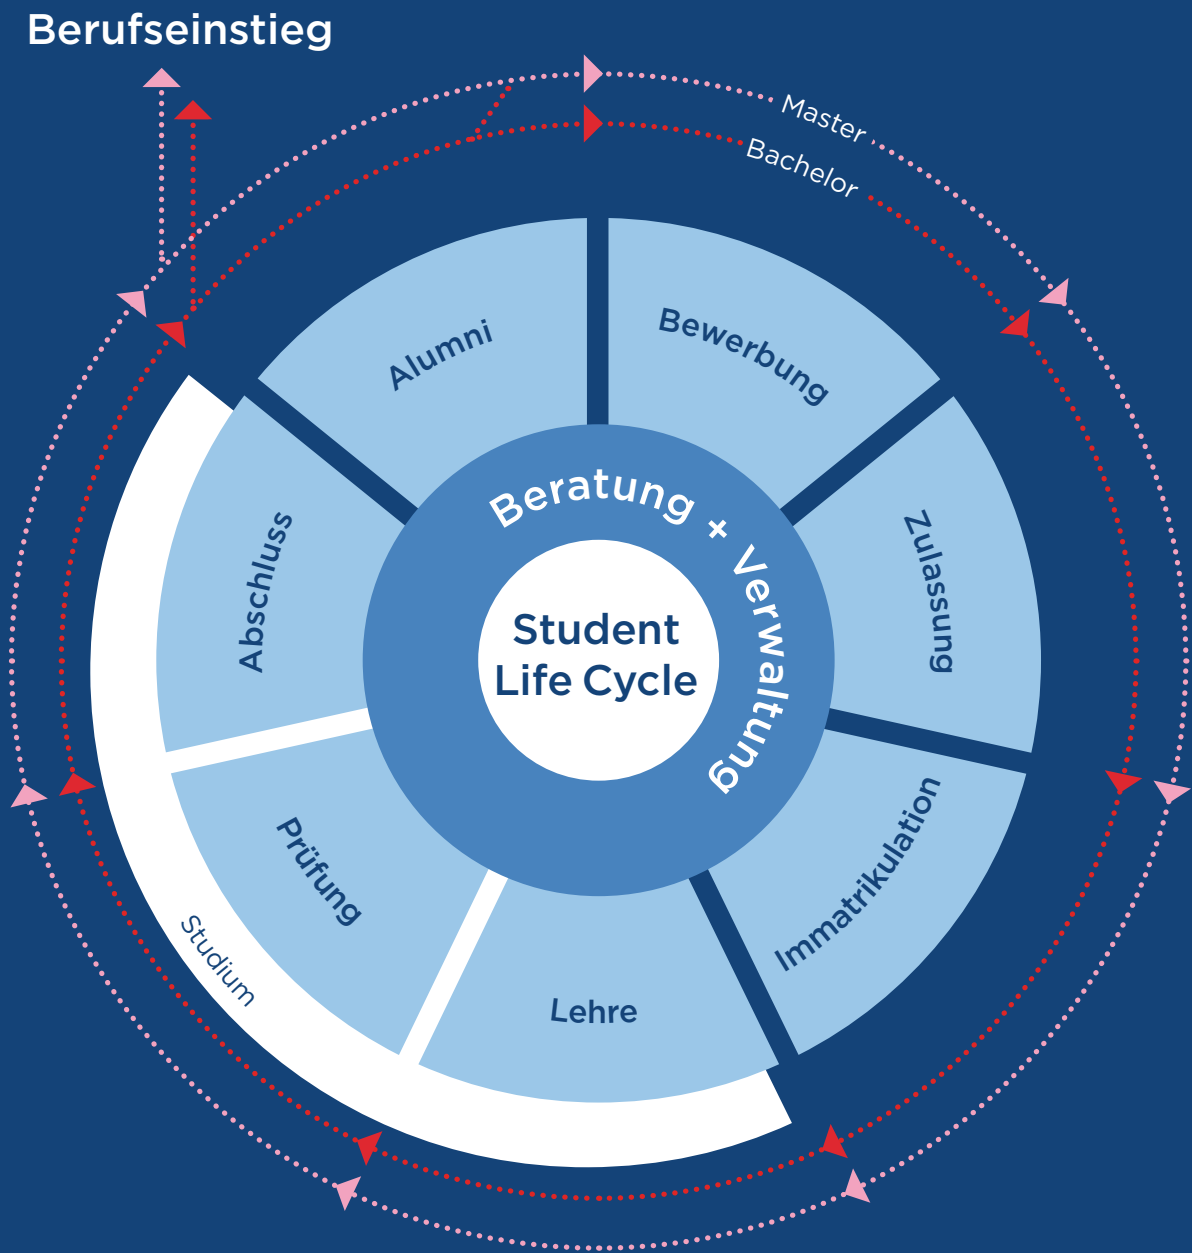 Berufseinstieg
Master
Bachelor
Alumni
Bewerbung
Zulassung
Immatrikulation
Lehre
Prüfung
Abschluss
Studium
Beratung + Verwaltung
Student
Life Cycle